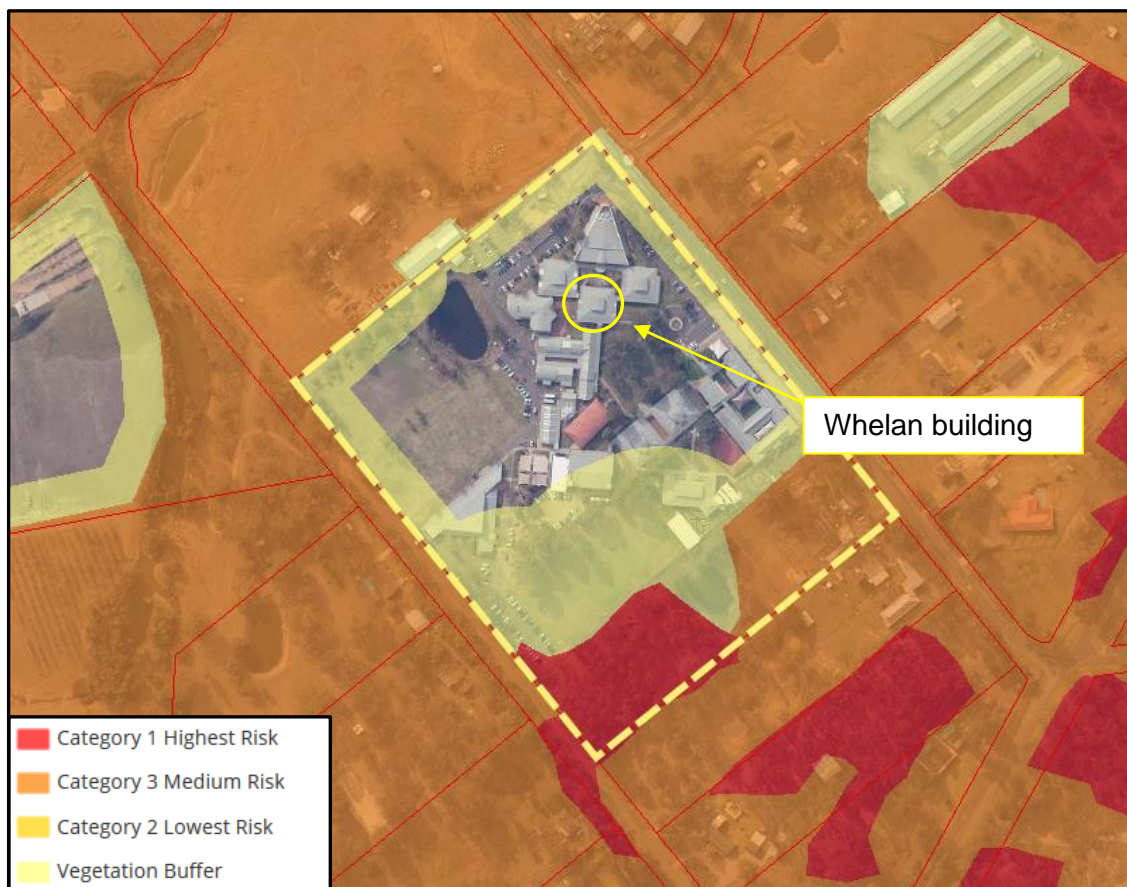 Whelan building
Category 1 Highest Risk
Category 3 Medium Risk
Category 2 Lowest Risk
Vegetation Buffer